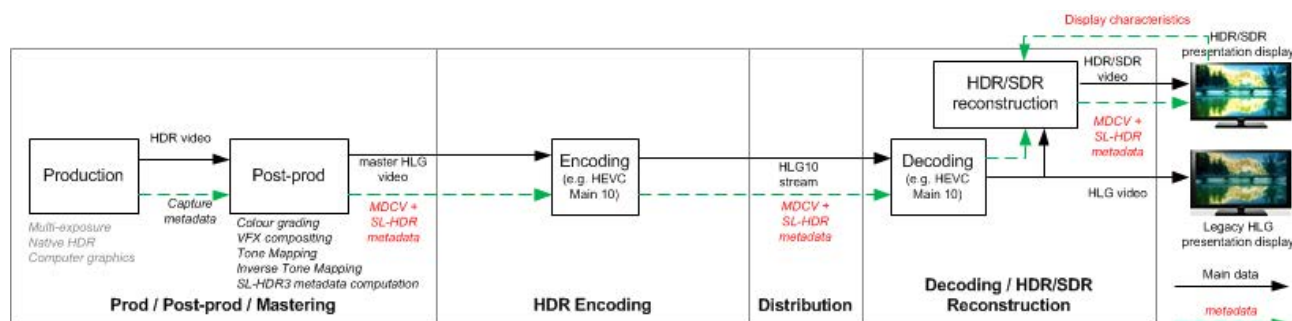 Display characteristics
HDR/SDR
presentation display
HDR/SDR
reconstruction
HDR/SDR
video
MDCV +
SL-HDR
metadata
Production
HDR video
Capture
metadata
Multi-exposure
Native HDR
Computer graphics
Post-prod
Colour grading
VFX compositing
Tone Mapping
Inverse Tone Mapping
SL-HDR3 metadata computation
master HLG
video
MDCV +
SL-HDR
metadata
Encoding
(e.g. HEVC
Main 10)
HLG10
stream
MDCV +
SL-HDR
metadata
Decoding
(e.g. HEVC
Main 10)
HLG video
Legacy HLG
presentation display
Main data
metadata
Prod / Post-prod / Mastering
HDR Encoding
Distribution
Decoding / HDR/SDR
Reconstruction